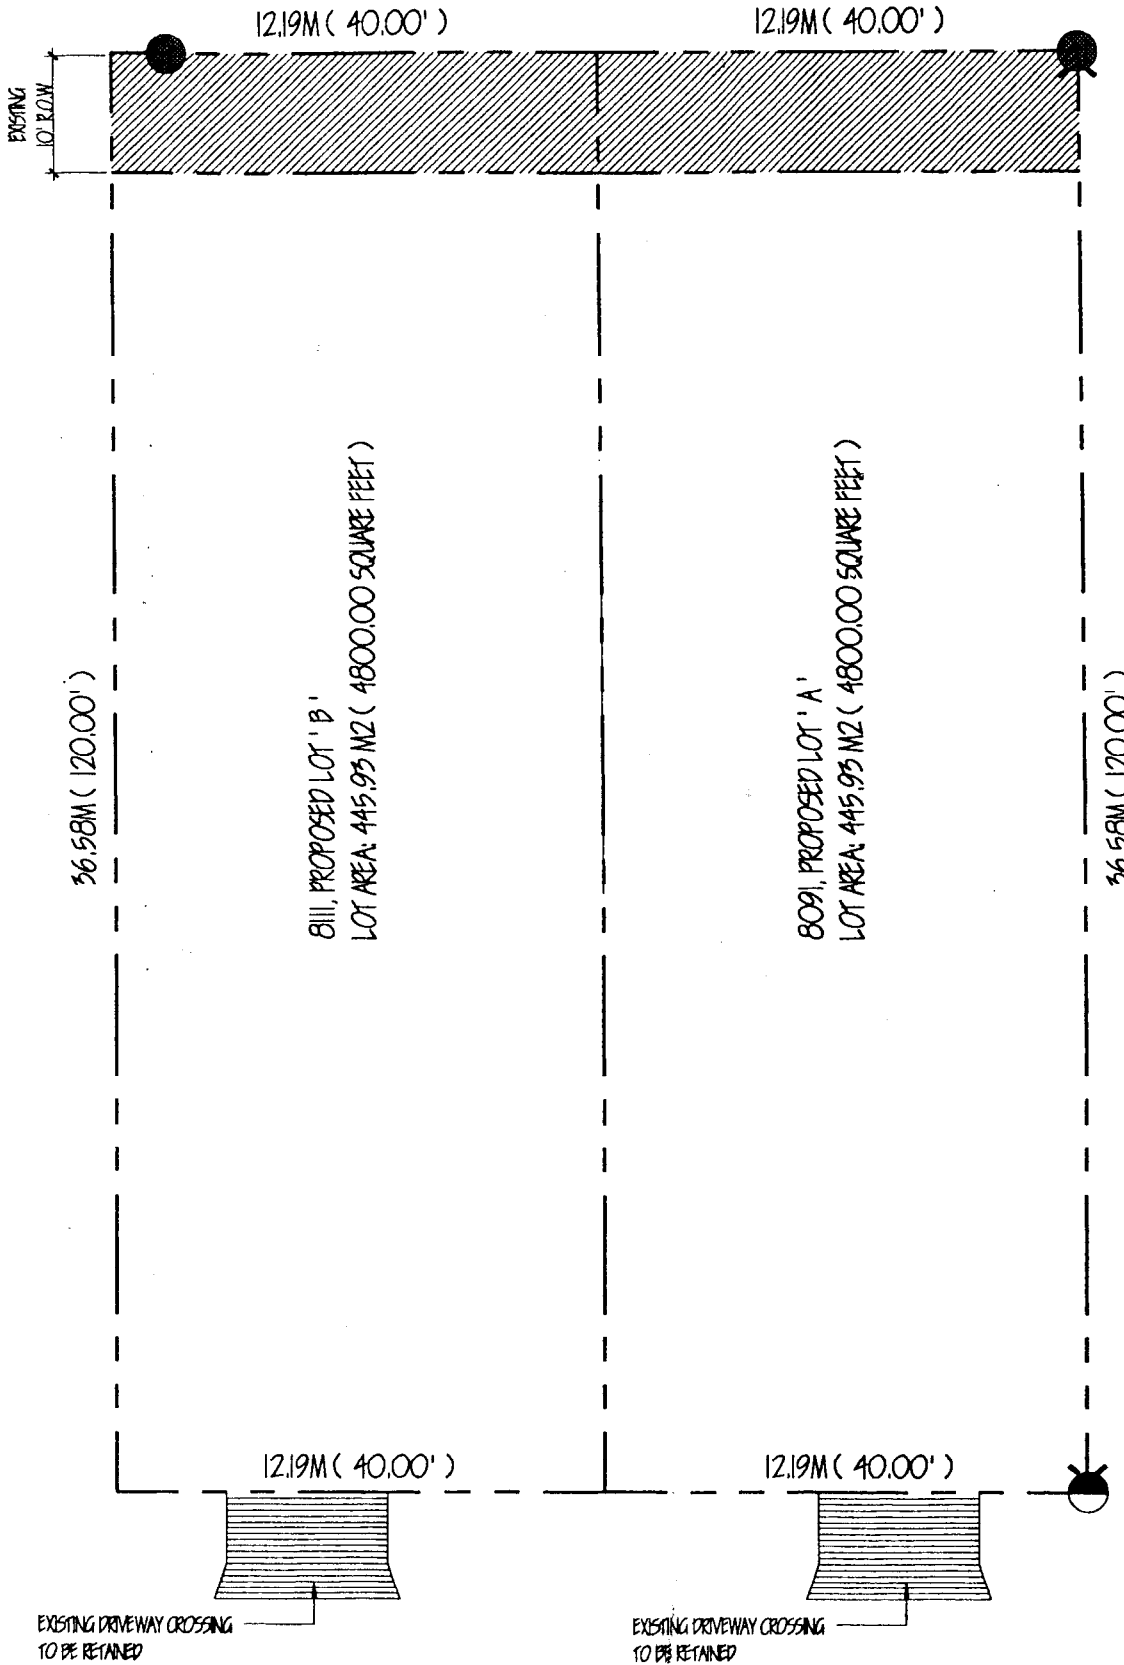 12.19M ( 40.00' )
12.19M ( 40.00' )
EXISTING
10' R.O.W
36.58M ( 120.00' )
8111, PROPOSED LOT ' B '
LOT AREA: 445.93 M2 ( 4800.00 SQUARE FEET )
8091, PROPOSED LOT ' A '
LOT AREA: 445.93 M2 ( 4800.00 SQUARE FEET )
36.58M ( 120.00' )
12.19M ( 40.00' )
12.19M ( 40.00' )
EXISTING DRIVEWAY CROSSING
TO BE RETAINED
EXISTING DRIVEWAY CROSSING
TO BE RETAINED